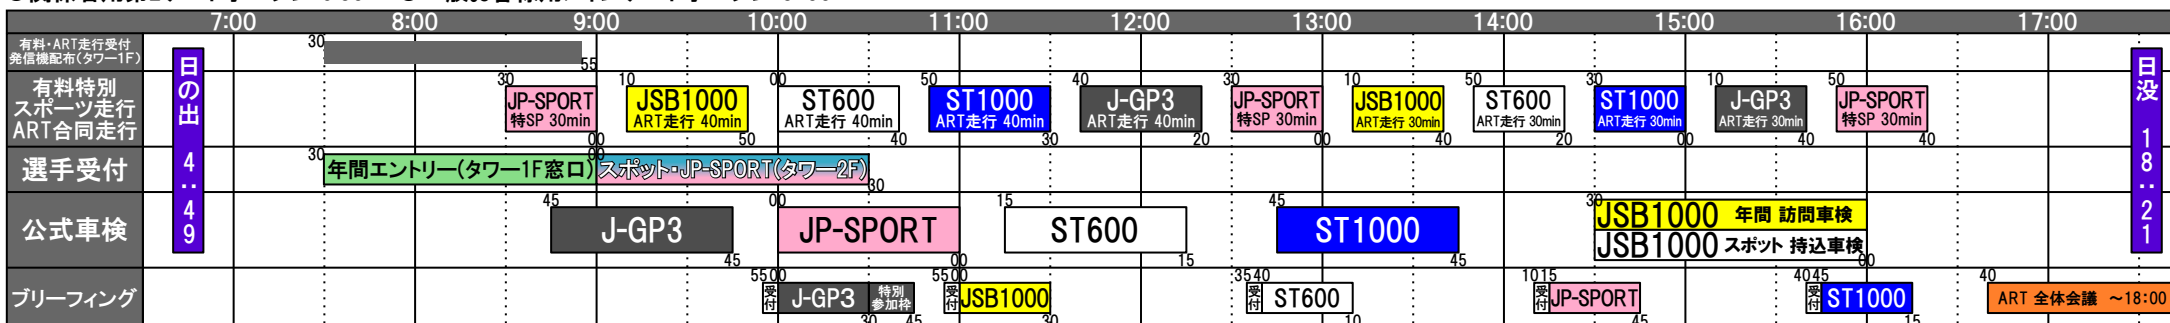 7:00 8:00 9:00 10:00 11:00 12:00 13:00 14:00 15:00 16:00 17:00
有料・ART走行受付
発信機配布(タワー1F)
30 55
日の出 4:49
日没 18:21
有料特別
スポーツ走行
ART合同走行
30 10 00 50 40 30 10 50 30 10 50
JP-SPORT
特SP 30min
JSB1000
ART走行 40min
ST600
ART走行 40min
ST1000
ART走行 40min
J-GP3
ART走行 40min
JP-SPORT
特SP 30min
JSB1000
ART走行 30min
ST600
ART走行 30min
ST1000
ART走行 30min
J-GP3
ART走行 30min
JP-SPORT
特SP 30min
00 50 40 30 20 00 40 20 00 40 40
選手受付
30 00
年間エントリー(タワー1F窓口)
スポット・JP-SPORT(タワー2F)
30
公式車検
45 00 15 45 30
J-GP3
JP-SPORT
ST600
ST1000
JSB1000 年間 訪問車検
JSB1000 スポット 持込車検
45 00 15 45 00
ブリーフィング
55 00 55 00 35 40 10 15 40 45 40
受付
J-GP3
特別
参加枠
受付
JSB1000
受付
ST600
受付
JP-SPORT
受付
ST1000
ART 全体会議 ～18:00
30 45 30 10 45 15